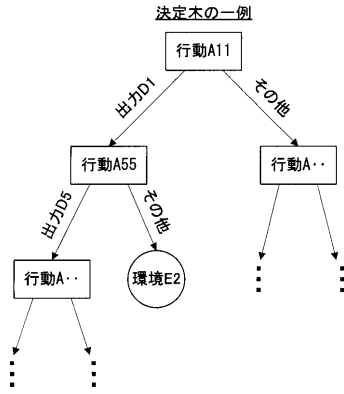 決定木の一例
行動A11
出力D1
その他
行動A55
行動A・・
出力D5
その他
行動A・・
環境E2